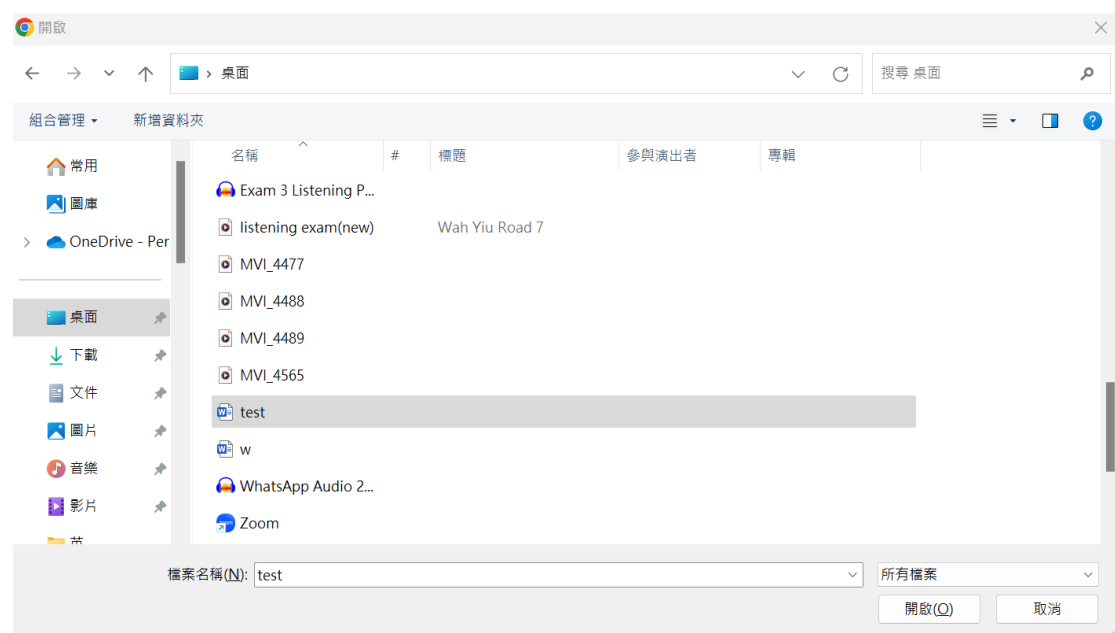 開啟
桌面
搜尋 桌面
組合管理
新增資料夾
常用
圖庫
OneDrive - Per
桌面
下載
文件
圖片
音樂
影片
名稱 # 標題 參與演出者 專輯
Exam 3 Listening P...
listening exam(new) Wah Yiu Road 7
MVI_4477
MVI_4488
MVI_4489
MVI_4565
test
w
WhatsApp Audio 2...
Zoom
檔案名稱(N): test 所有檔案
開啟(O) 取消